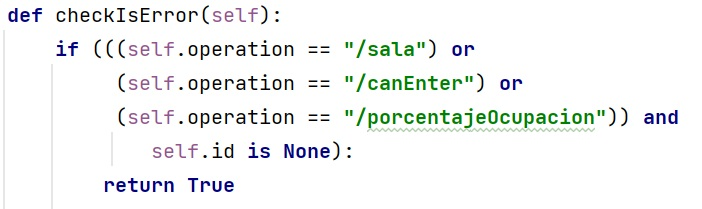 def checkIsError(self):
    if (((self.operation == "/sala") or
         (self.operation == "/canEnter") or
         (self.operation == "/porcentajeOcupacion")) and
            self.id is None):
        return True